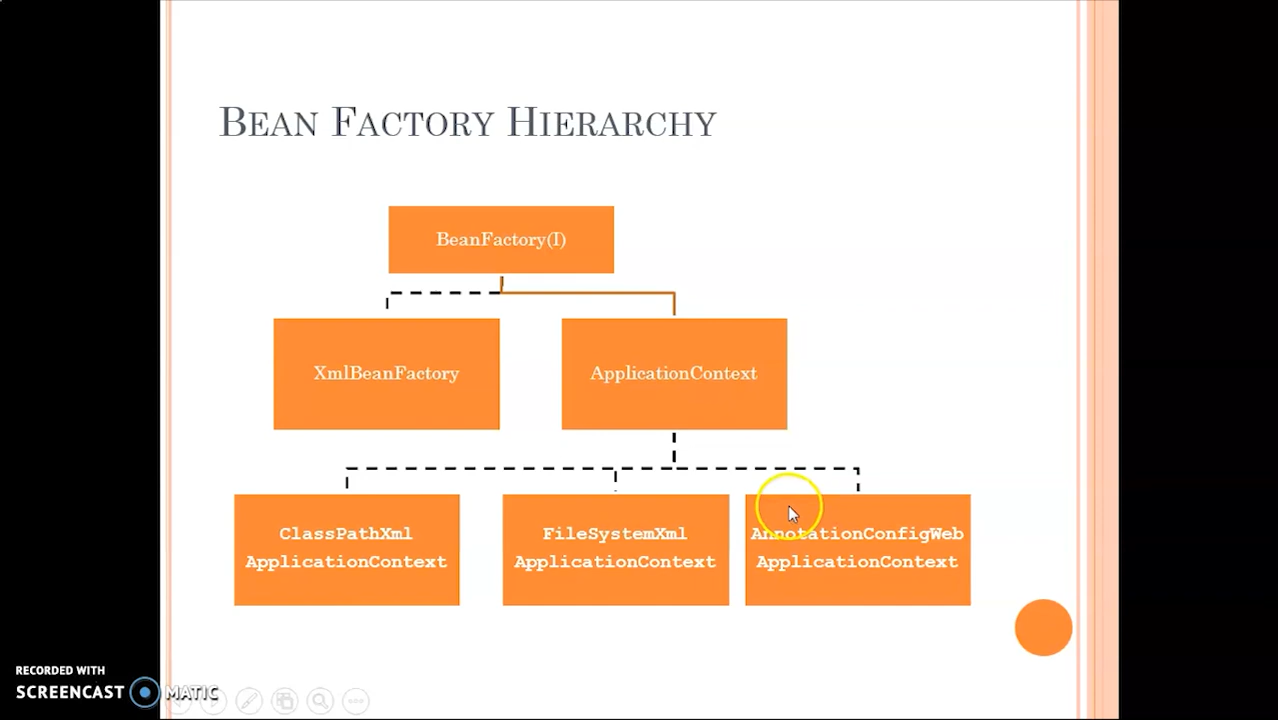 BEAN FACTORY HIERARCHY
BeanFactory(I)
XmlBeanFactory
ApplicationContext
ClassPathXml
ApplicationContext
FileSystemXml
ApplicationContext
AnnotationConfigWeb
ApplicationContext
RECORDED WITH
SCREENCAST MATIC